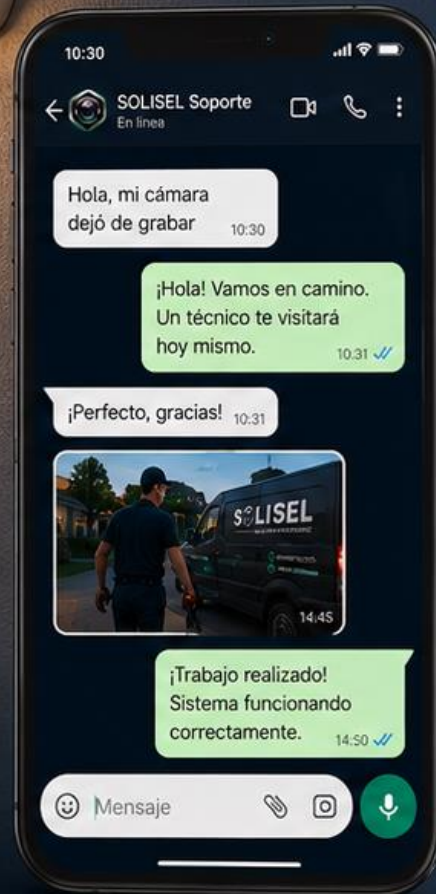 10:30
SOLISEL Soporte
En linea
Hola, mi cámara
dejó de grabar 10:30
¡Hola! Vamos en camino.
Un técnico te visitará
hoy mismo. 10:31
¡Perfecto, gracias! 10:31
SOLISEL
14:45
¡Trabajo realizado!
Sistema funcionando
correctamente. 14:50
Mensaje